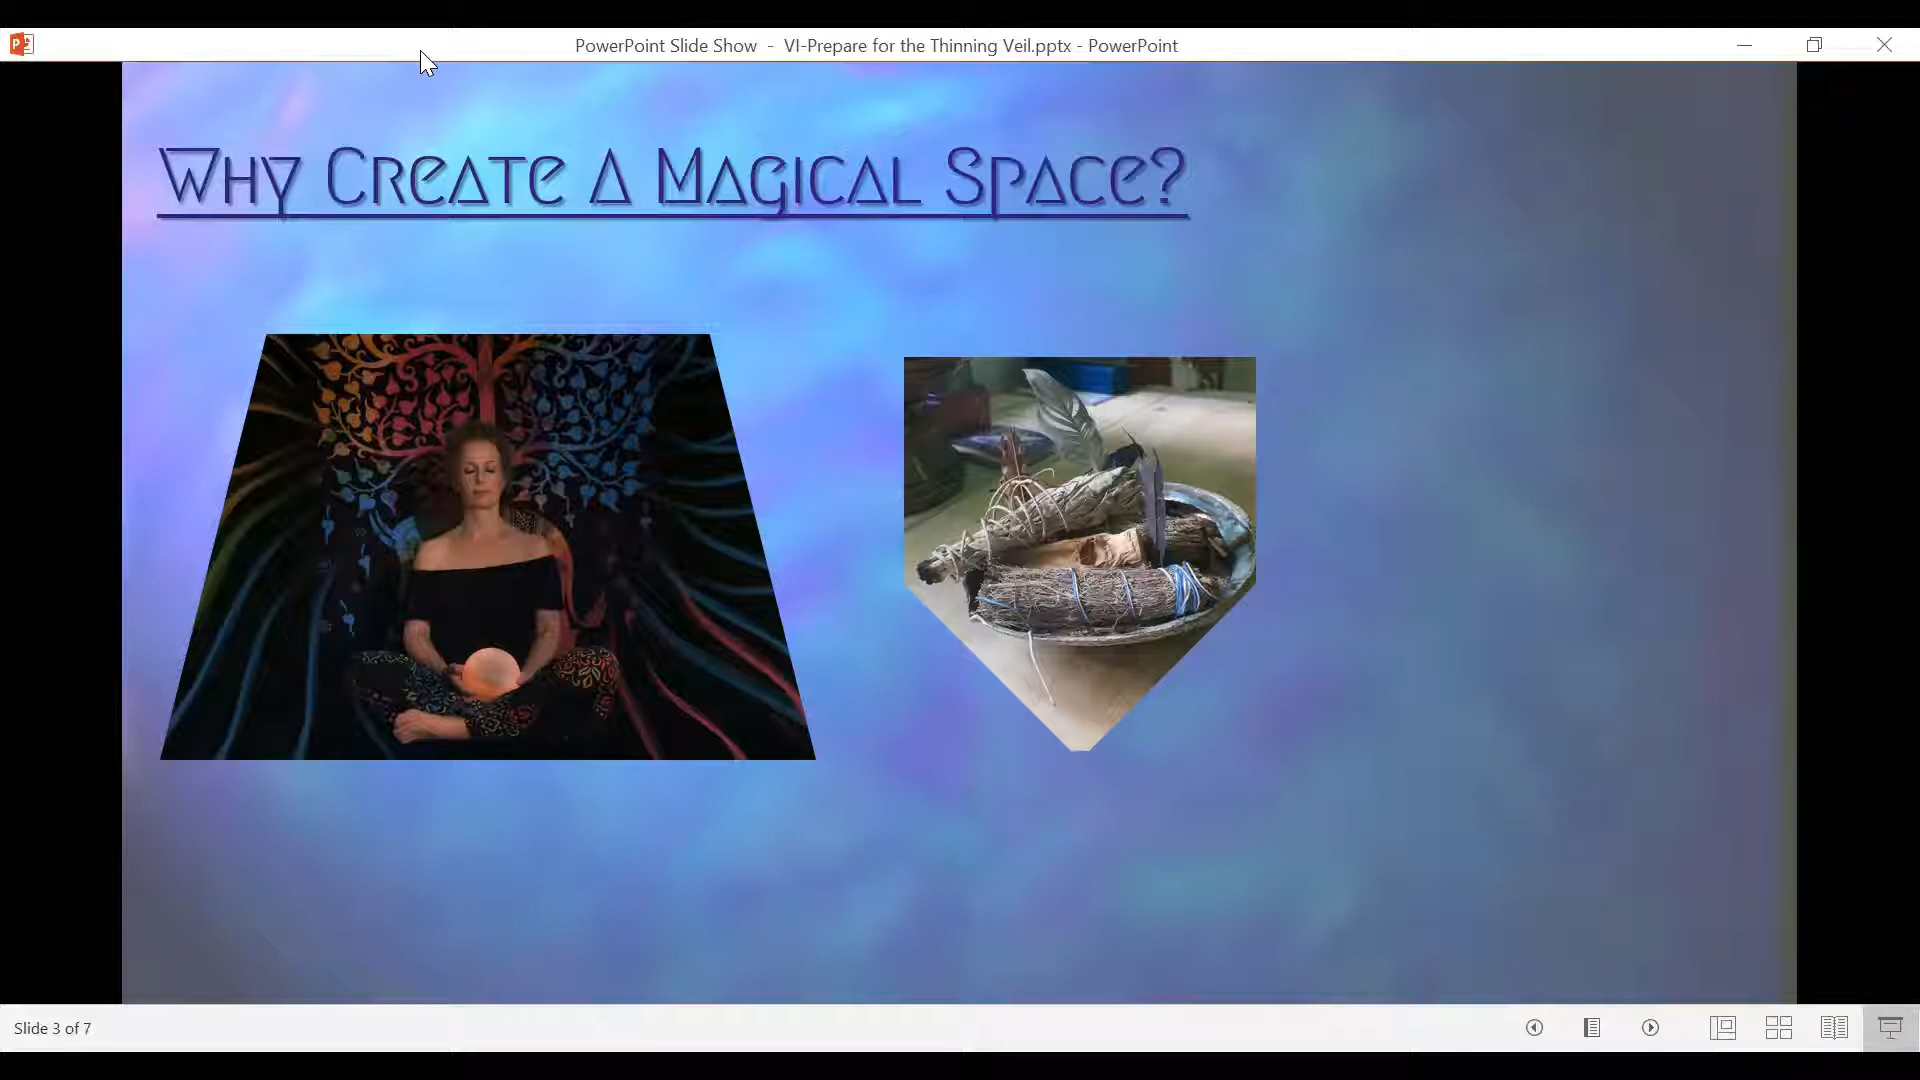 PowerPoint Slide Show - VI-Prepare for the Thinning Veil.pptx - PowerPoint
Why Create A Magical Space?
Slide 3 of 7